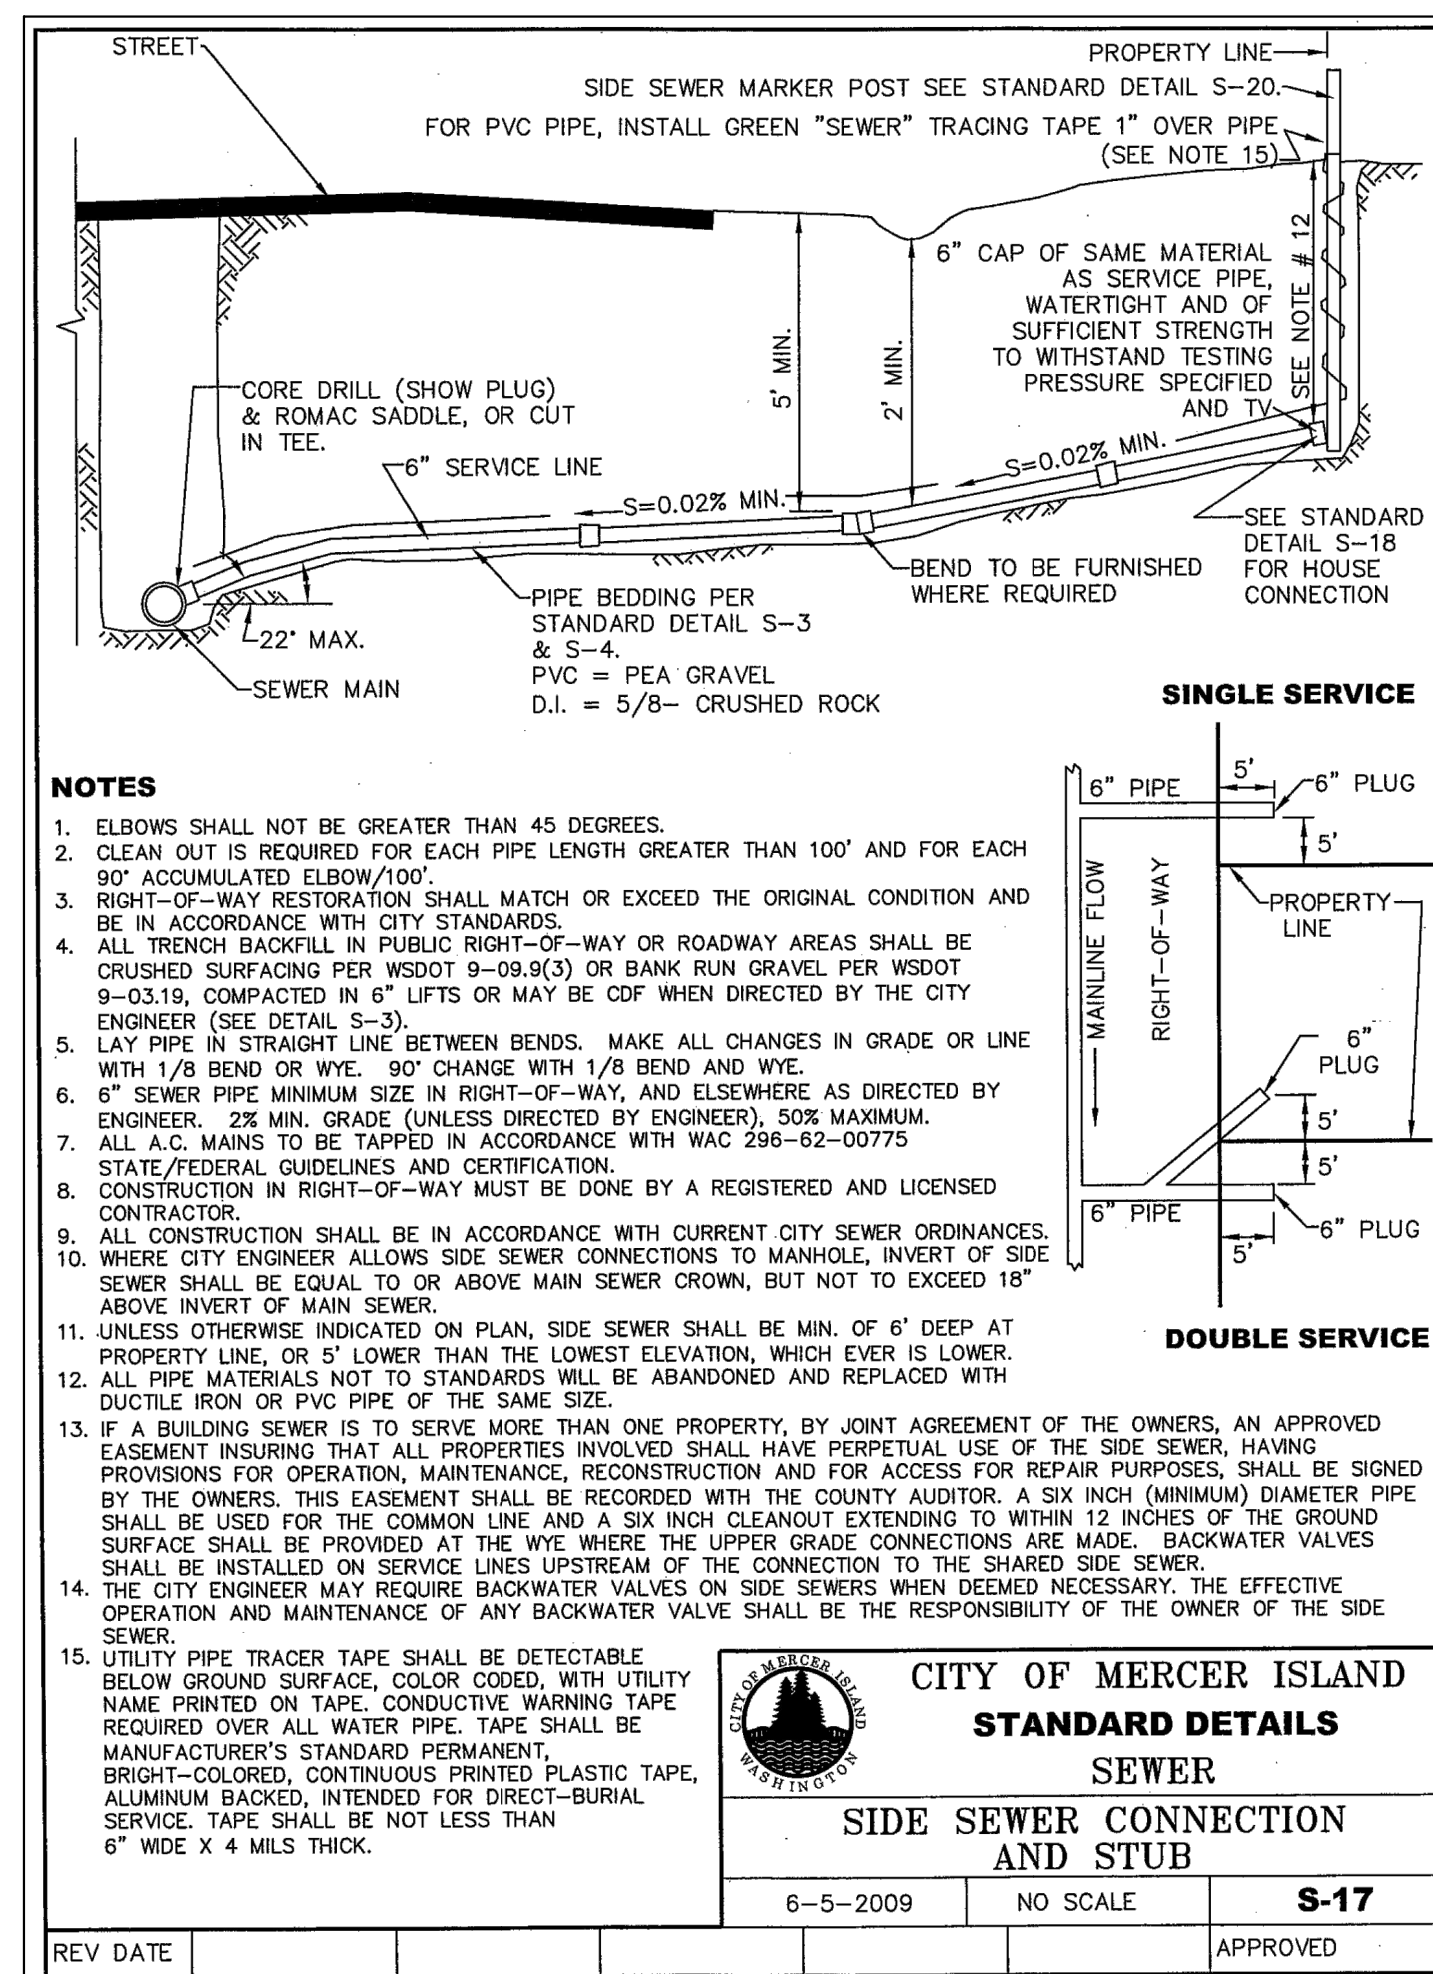 STREET
PROPERTY LINE
SIDE SEWER MARKER POST SEE STANDARD DETAIL S-20.
FOR PVC PIPE, INSTALL GREEN "SEWER" TRACING TAPE 1" OVER PIPE
(SEE NOTE 15)
6" CAP OF SAME MATERIAL
AS SERVICE PIPE,
WATERTIGHT AND OF
SUFFICIENT STRENGTH
TO WITHSTAND TESTING
PRESSURE SPECIFIED
AND TV
SEE NOTE # 12
5' MIN.
2' MIN.
CORE DRILL (SHOW PLUG)
& ROMAC SADDLE, OR CUT
IN TEE.
6" SERVICE LINE
S=0.02% MIN.
S=0.02% MIN.
SEE STANDARD
DETAIL S-18
FOR HOUSE
CONNECTION
BEND TO BE FURNISHED
WHERE REQUIRED
PIPE BEDDING PER
STANDARD DETAIL S-3
& S-4.
PVC = PEA GRAVEL
D.I. = 5/8- CRUSHED ROCK
22° MAX.
SEWER MAIN
SINGLE SERVICE
6" PIPE
5'
6" PLUG
5'
MAINLINE FLOW
RIGHT-OF-WAY
PROPERTY
LINE
6"
PLUG
5'
5'
6" PIPE
6" PLUG
5'
DOUBLE SERVICE
NOTES
1. ELBOWS SHALL NOT BE GREATER THAN 45 DEGREES.
2. CLEAN OUT IS REQUIRED FOR EACH PIPE LENGTH GREATER THAN 100' AND FOR EACH
90° ACCUMULATED ELBOW/100'.
3. RIGHT-OF-WAY RESTORATION SHALL MATCH OR EXCEED THE ORIGINAL CONDITION AND
BE IN ACCORDANCE WITH CITY STANDARDS.
4. ALL TRENCH BACKFILL IN PUBLIC RIGHT-OF-WAY OR ROADWAY AREAS SHALL BE
CRUSHED SURFACING PER WSDOT 9-09.9(3) OR BANK RUN GRAVEL PER WSDOT
9-03.19, COMPACTED IN 6" LIFTS OR MAY BE CDF WHEN DIRECTED BY THE CITY
ENGINEER (SEE DETAIL S-3).
5. LAY PIPE IN STRAIGHT LINE BETWEEN BENDS. MAKE ALL CHANGES IN GRADE OR LINE
WITH 1/8 BEND OR WYE. 90° CHANGE WITH 1/8 BEND AND WYE.
6. 6" SEWER PIPE MINIMUM SIZE IN RIGHT-OF-WAY, AND ELSEWHERE AS DIRECTED BY
ENGINEER. 2% MIN. GRADE (UNLESS DIRECTED BY ENGINEER), 50% MAXIMUM.
7. ALL A.C. MAINS TO BE TAPPED IN ACCORDANCE WITH WAC 296-62-00775
STATE/FEDERAL GUIDELINES AND CERTIFICATION.
8. CONSTRUCTION IN RIGHT-OF-WAY MUST BE DONE BY A REGISTERED AND LICENSED
CONTRACTOR.
9. ALL CONSTRUCTION SHALL BE IN ACCORDANCE WITH CURRENT CITY SEWER ORDINANCES.
10. WHERE CITY ENGINEER ALLOWS SIDE SEWER CONNECTIONS TO MANHOLE, INVERT OF SIDE
SEWER SHALL BE EQUAL TO OR ABOVE MAIN SEWER CROWN, BUT NOT TO EXCEED 18"
ABOVE INVERT OF MAIN SEWER.
11. UNLESS OTHERWISE INDICATED ON PLAN, SIDE SEWER SHALL BE MIN. OF 6' DEEP AT
PROPERTY LINE, OR 5' LOWER THAN THE LOWEST ELEVATION, WHICH EVER IS LOWER.
12. ALL PIPE MATERIALS NOT TO STANDARDS WILL BE ABANDONED AND REPLACED WITH
DUCTILE IRON OR PVC PIPE OF THE SAME SIZE.
13. IF A BUILDING SEWER IS TO SERVE MORE THAN ONE PROPERTY, BY JOINT AGREEMENT OF THE OWNERS, AN APPROVED
EASEMENT INSURING THAT ALL PROPERTIES INVOLVED SHALL HAVE PERPETUAL USE OF THE SIDE SEWER, HAVING
PROVISIONS FOR OPERATION, MAINTENANCE, RECONSTRUCTION AND FOR ACCESS FOR REPAIR PURPOSES, SHALL BE SIGNED
BY THE OWNERS. THIS EASEMENT SHALL BE RECORDED WITH THE COUNTY AUDITOR. A SIX INCH (MINIMUM) DIAMETER PIPE
SHALL BE USED FOR THE COMMON LINE AND A SIX INCH CLEANOUT EXTENDING TO WITHIN 12 INCHES OF THE GROUND
SURFACE SHALL BE PROVIDED AT THE WYE WHERE THE UPPER GRADE CONNECTIONS ARE MADE. BACKWATER VALVES
SHALL BE INSTALLED ON SERVICE LINES UPSTREAM OF THE CONNECTION TO THE SHARED SIDE SEWER.
14. THE CITY ENGINEER MAY REQUIRE BACKWATER VALVES ON SIDE SEWERS WHEN DEEMED NECESSARY. THE EFFECTIVE
OPERATION AND MAINTENANCE OF ANY BACKWATER VALVE SHALL BE THE RESPONSIBILITY OF THE OWNER OF THE SIDE
SEWER.
15. UTILITY PIPE TRACER TAPE SHALL BE DETECTABLE
BELOW GROUND SURFACE, COLOR CODED, WITH UTILITY
NAME PRINTED ON TAPE. CONDUCTIVE WARNING TAPE
REQUIRED OVER ALL WATER PIPE. TAPE SHALL BE
MANUFACTURER'S STANDARD PERMANENT,
BRIGHT-COLORED, CONTINUOUS PRINTED PLASTIC TAPE,
ALUMINUM BACKED, INTENDED FOR DIRECT-BURIAL
SERVICE. TAPE SHALL BE NOT LESS THAN
6" WIDE X 4 MILS THICK.
CITY OF MERCER ISLAND
WASHINGTON
CITY OF MERCER ISLAND
STANDARD DETAILS
SEWER
SIDE SEWER CONNECTION
AND STUB
6-5-2009
NO SCALE
S-17
REV DATE
APPROVED